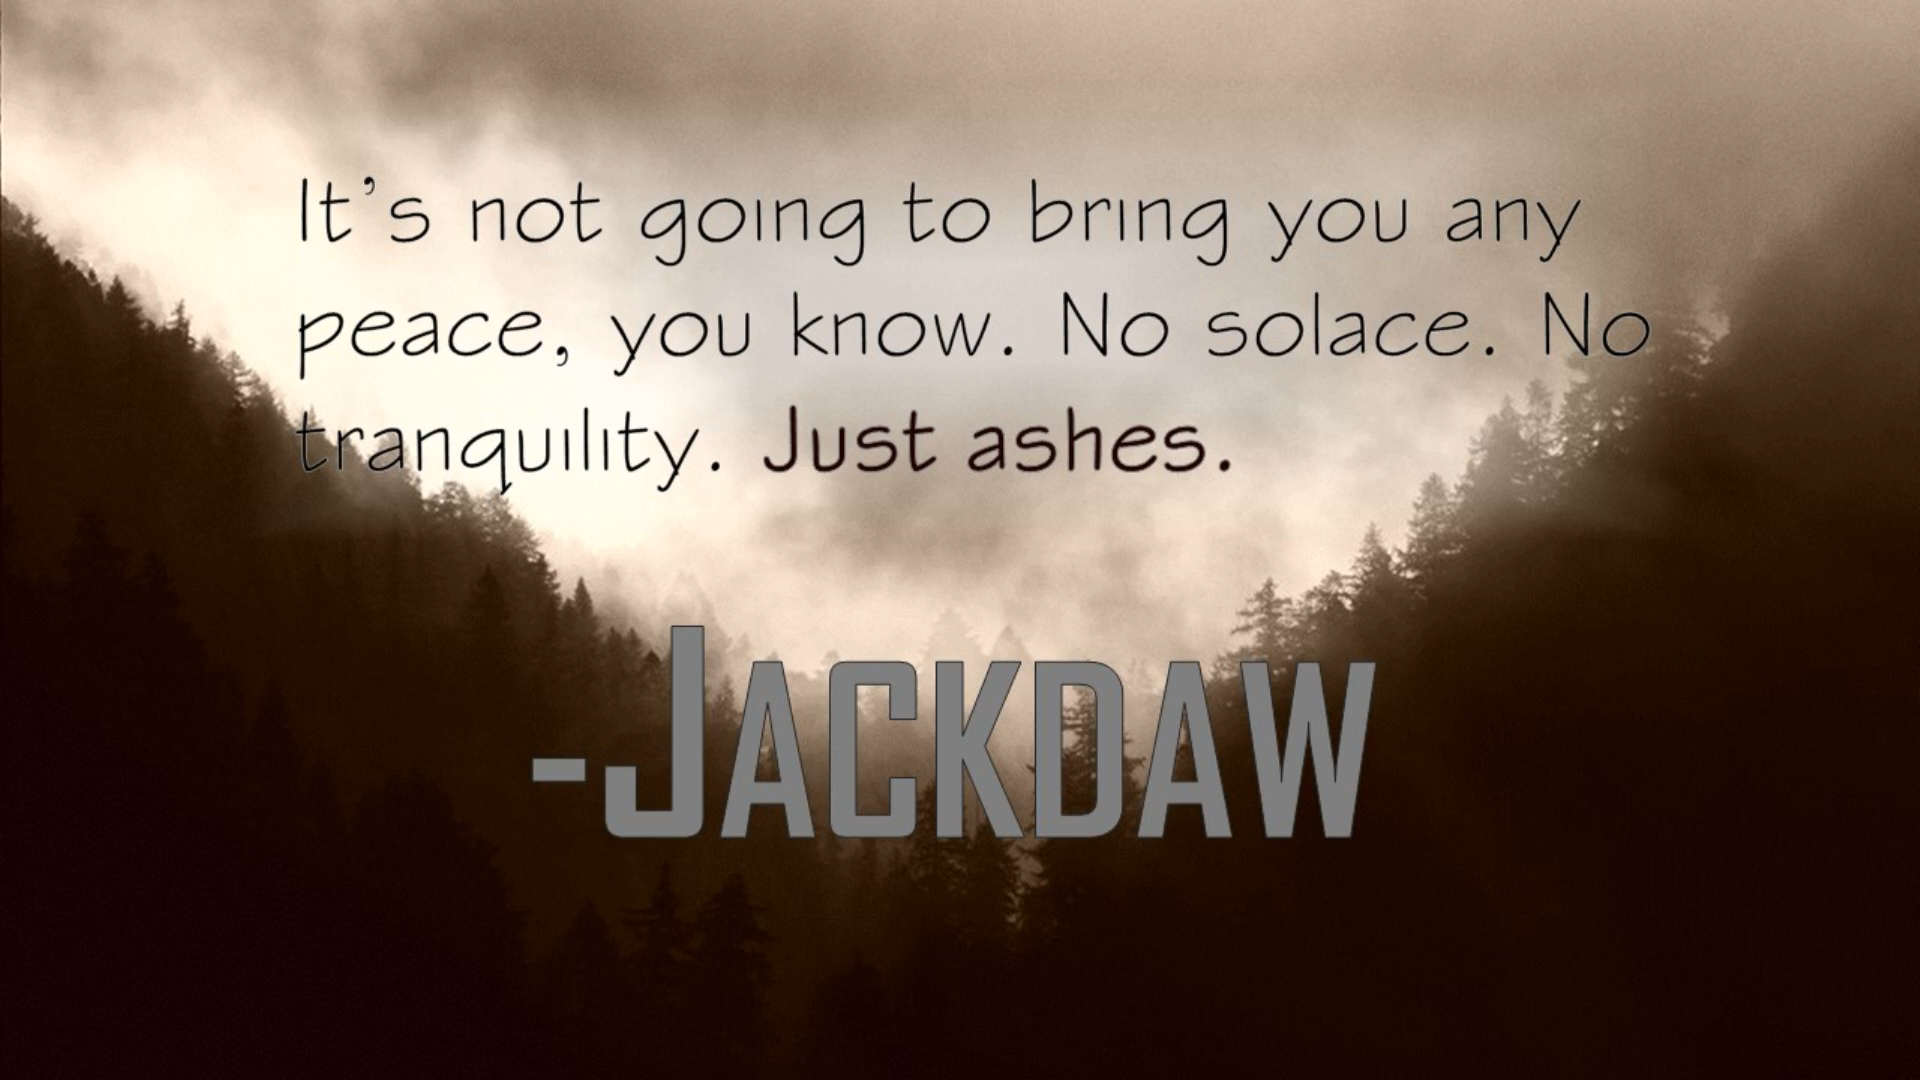 It's not going to bring you any
peace, you know. No solace. No
tranquility. Just ashes.
-JACKDAW